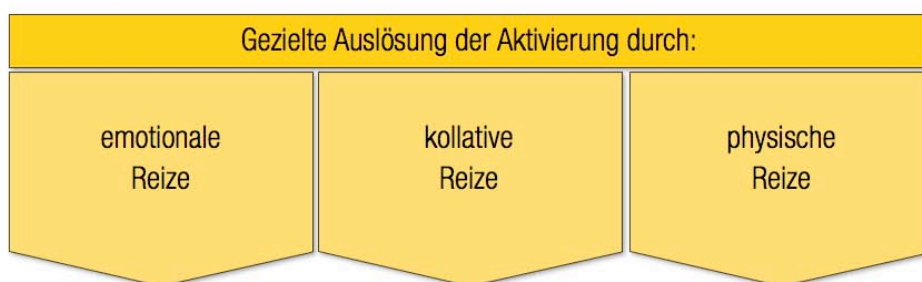 Gezielte Auslösung der Aktivierung durch:
emotionale
Reize
kollative
Reize
physische
Reize